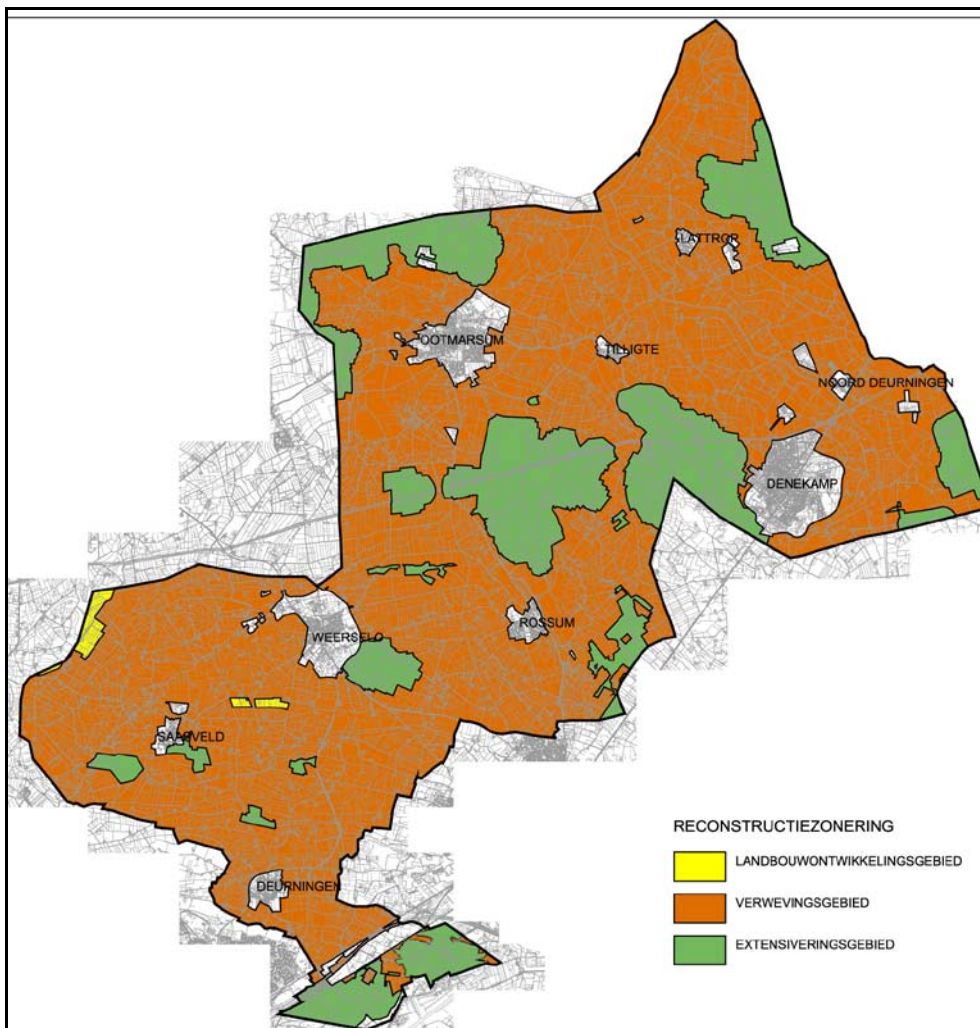 LATTROP
OOTMARSUM
TILLIGTE
NOORD DEURNINGEN
DENEKAMP
ROSSUM
WEERSELO
SAASVELD
DEURNINGEN
RECONSTRUCTIEZONERING
LANDBOUWONTWIKKELINGSGEBIED
VERWEVINGSGEBIED
EXTENSIVERINGSGEBIED